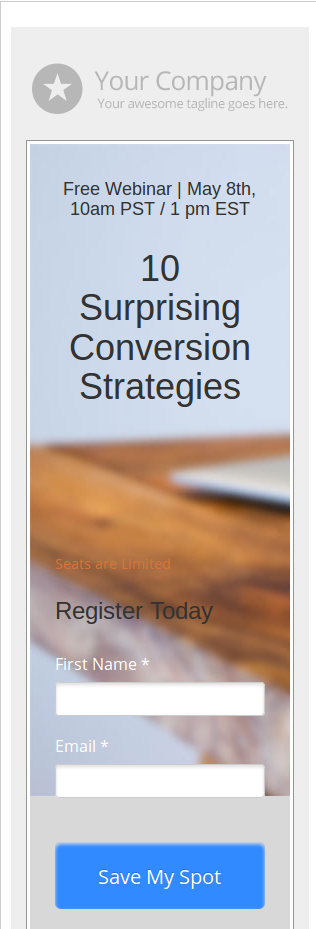 Your Company
Your awesome tagline goes here.
Free Webinar | May 8th,
10am PST / 1 pm EST
10
Surprising
Conversion
Strategies
Seats are Limited
Register Today
First Name *
Email *
Save My Spot